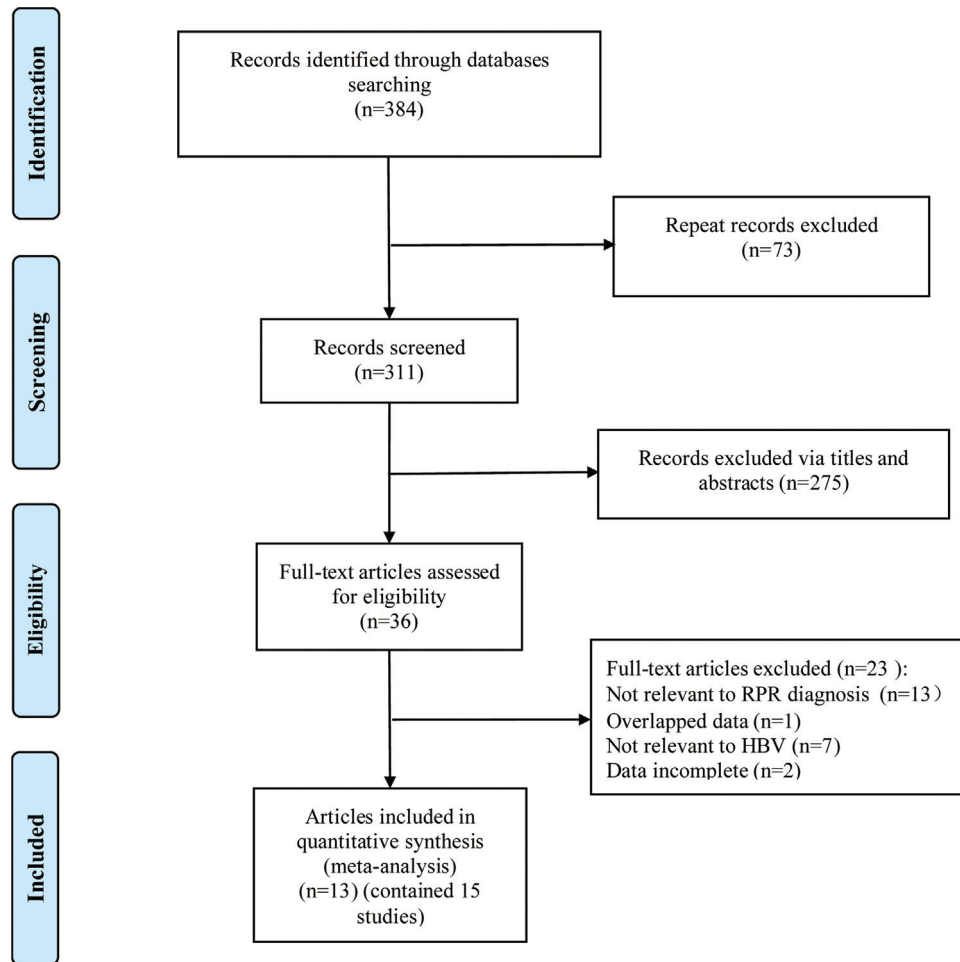 Identification
Records identified through databases
searching
(n=384)
Repeat records excluded
(n=73)
Screening
Records screened
(n=311)
Records excluded via titles and
abstracts (n=275)
Eligibility
Full-text articles assessed
for eligibility
(n=36)
Full-text articles excluded (n=23 ):
Not relevant to RPR diagnosis (n=13）
Overlapped data (n=1)
Not relevant to HBV (n=7)
Data incomplete (n=2)
Included
Articles included in
quantitative synthesis
(meta-analysis)
(n=13) (contained 15
studies)